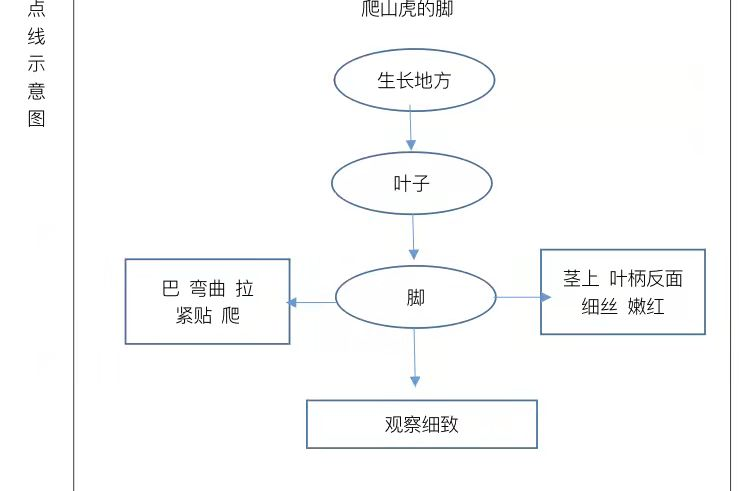 爬山虎的脚
点
线
示
意
图
生长地方
叶子
脚
巴 弯曲 拉
紧贴 爬
茎上 叶柄反面
细丝 嫩红
观察细致